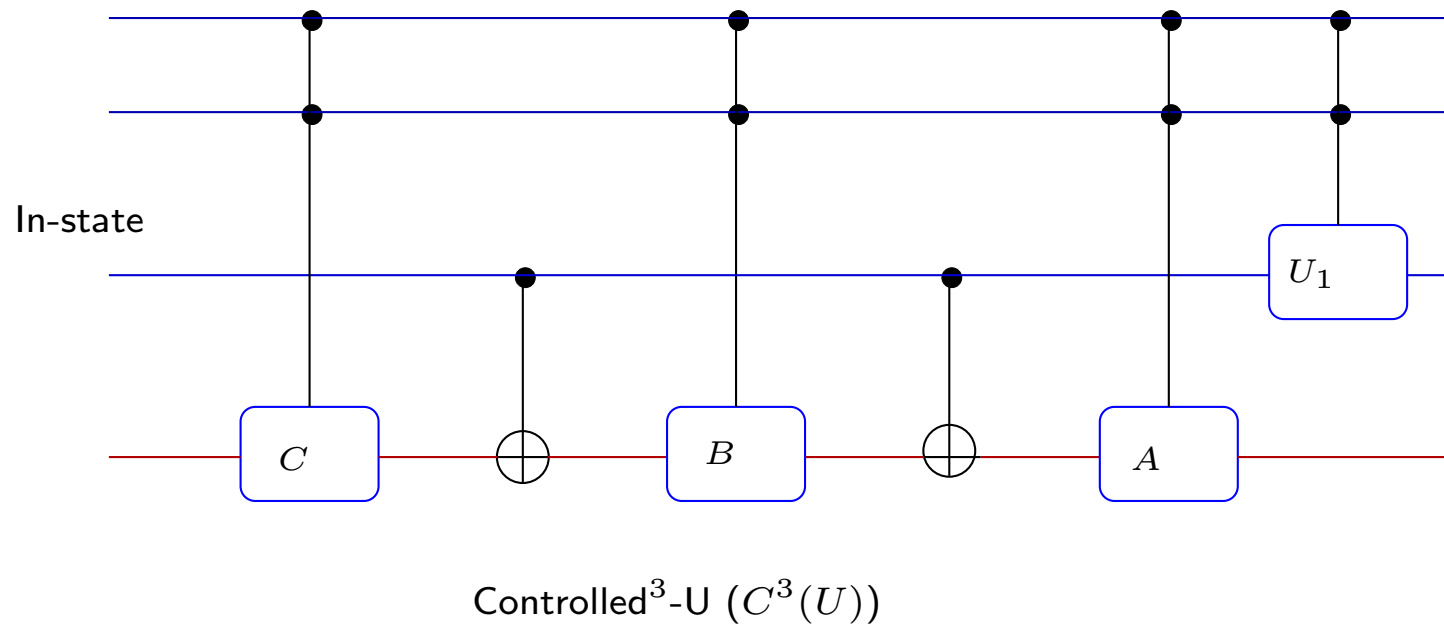 In-state
U₁
C
B
A
Controlled³-U (C³(U))